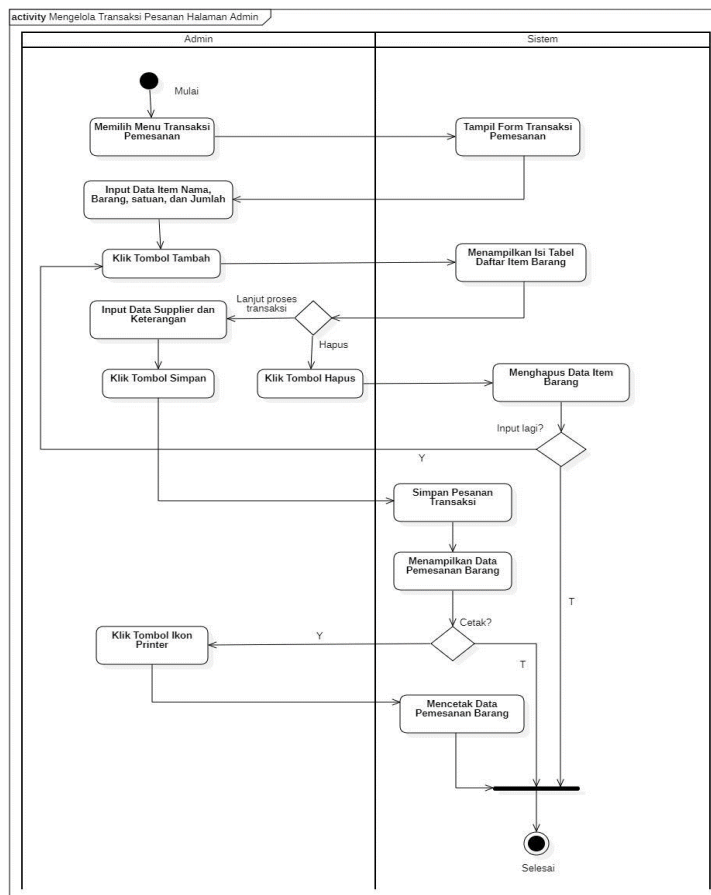 activity Mengelola Transaksi Pesanan Halaman Admin
Admin
Sistem
Mulai
Memilih Menu Transaksi
Pemesanan
Tampil Form Transaksi
Pemesanan
Input Data Item Nama,
Barang, satuan, dan Jumlah
Klik Tombol Tambah
Menampilkan Isi Tabel
Daftar Item Barang
Lanjut proses
transaksi
Input Data Supplier dan
Keterangan
Hapus
Klik Tombol Simpan
Klik Tombol Hapus
Menghapus Data Item
Barang
Input lagi?
Y
Simpan Pesanan
Transaksi
Menampilkan Data
Pemesanan Barang
T
Cetak?
Y
Klik Tombol Ikon
Printer
T
Mencetak Data
Pemesanan Barang
Selesai